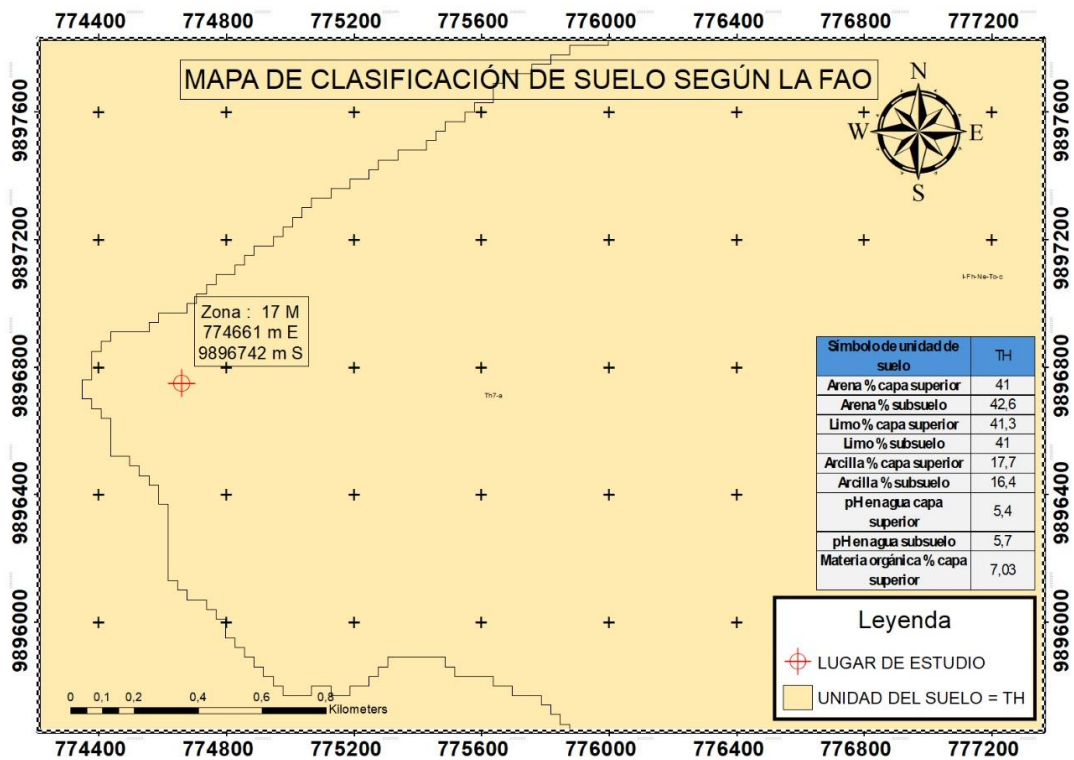 774400 774800 775200 775600 776000 776400 776800 777200
MAPA DE CLASIFICACIÓN DE SUELO SEGÚN LA FAO
N
W E
S
9897600 9897600
9897200 9897200
Zona : 17 M
774661 m E
9896742 m S
9896800 9896800
Th7-a
Símbolo de unidad de suelo TH
Arena % capa superior 41
Arena % subsuelo 42,6
Limo % capa superior 41,3
Limo % subsuelo 41
Arcilla % capa superior 17,7
Arcilla % subsuelo 16,4
pH en agua capa superior 5,4
pH en agua subsuelo 5,7
Materia orgánica % capa superior 7,03
9896400 9896400
9896000 9896000
Leyenda
LUGAR DE ESTUDIO
UNIDAD DEL SUELO = TH
0 0,1 0,2 0,4 0,6 0,8
Kilometers
774400 774800 775200 775600 776000 776400 776800 777200